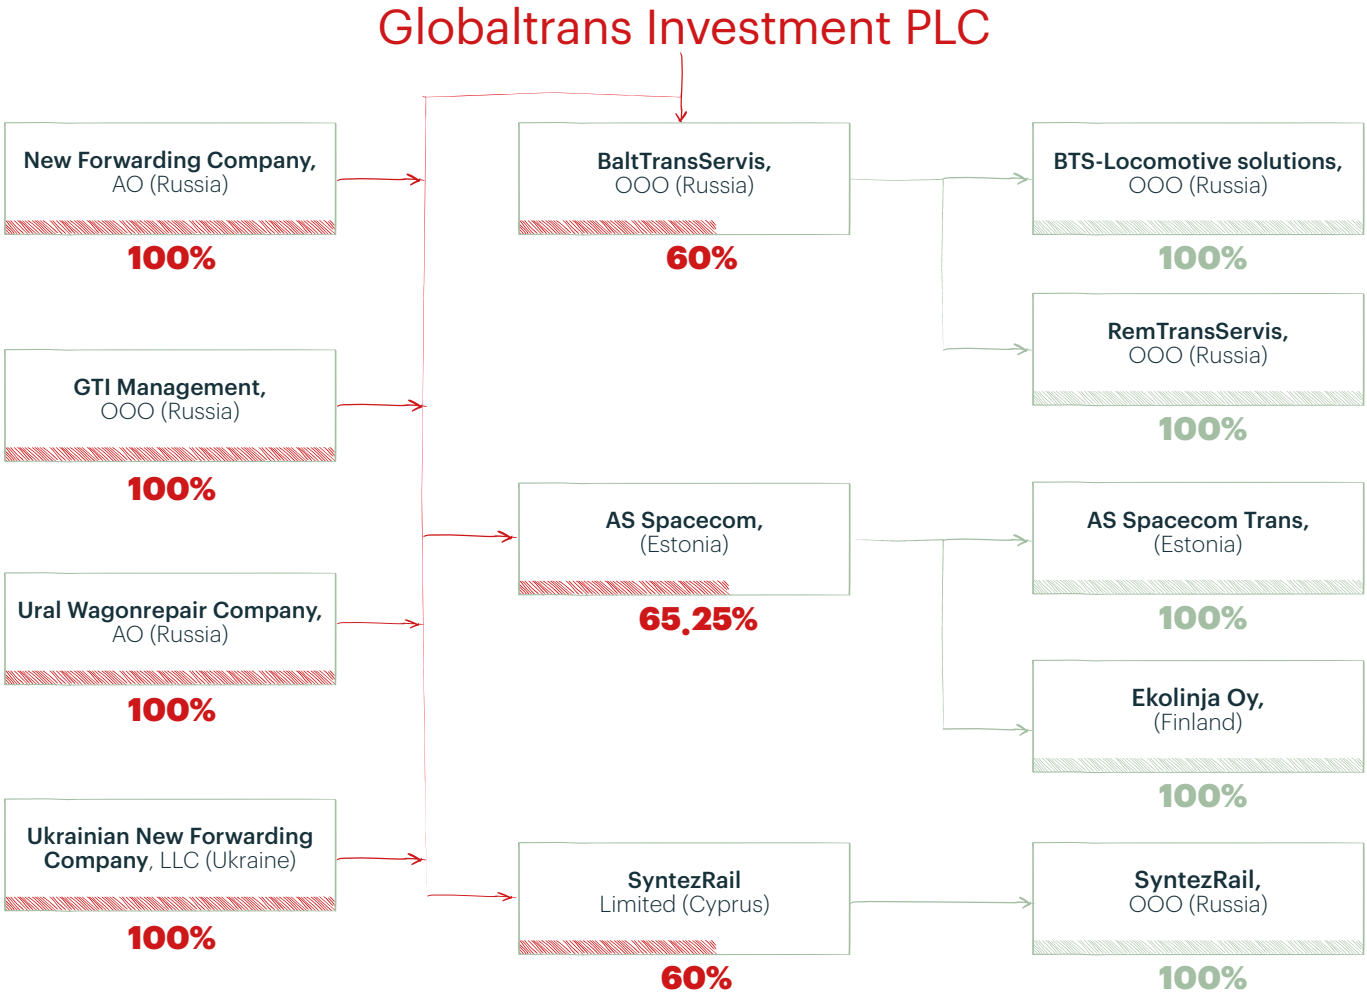 Globaltrans Investment PLC
New Forwarding Company,
AO (Russia)
100%
GTI Management,
OOO (Russia)
100%
Ural Wagonrepair Company,
AO (Russia)
100%
Ukrainian New Forwarding
Company, LLC (Ukraine)
100%
BaltTransServis,
OOO (Russia)
60%
AS Spacecom,
(Estonia)
65.25%
SyntezRail
Limited (Cyprus)
60%
BTS-Locomotive solutions,
OOO (Russia)
100%
RemTransServis,
OOO (Russia)
100%
AS Spacecom Trans,
(Estonia)
100%
Ekolinja Oy,
(Finland)
100%
SyntezRail,
OOO (Russia)
100%